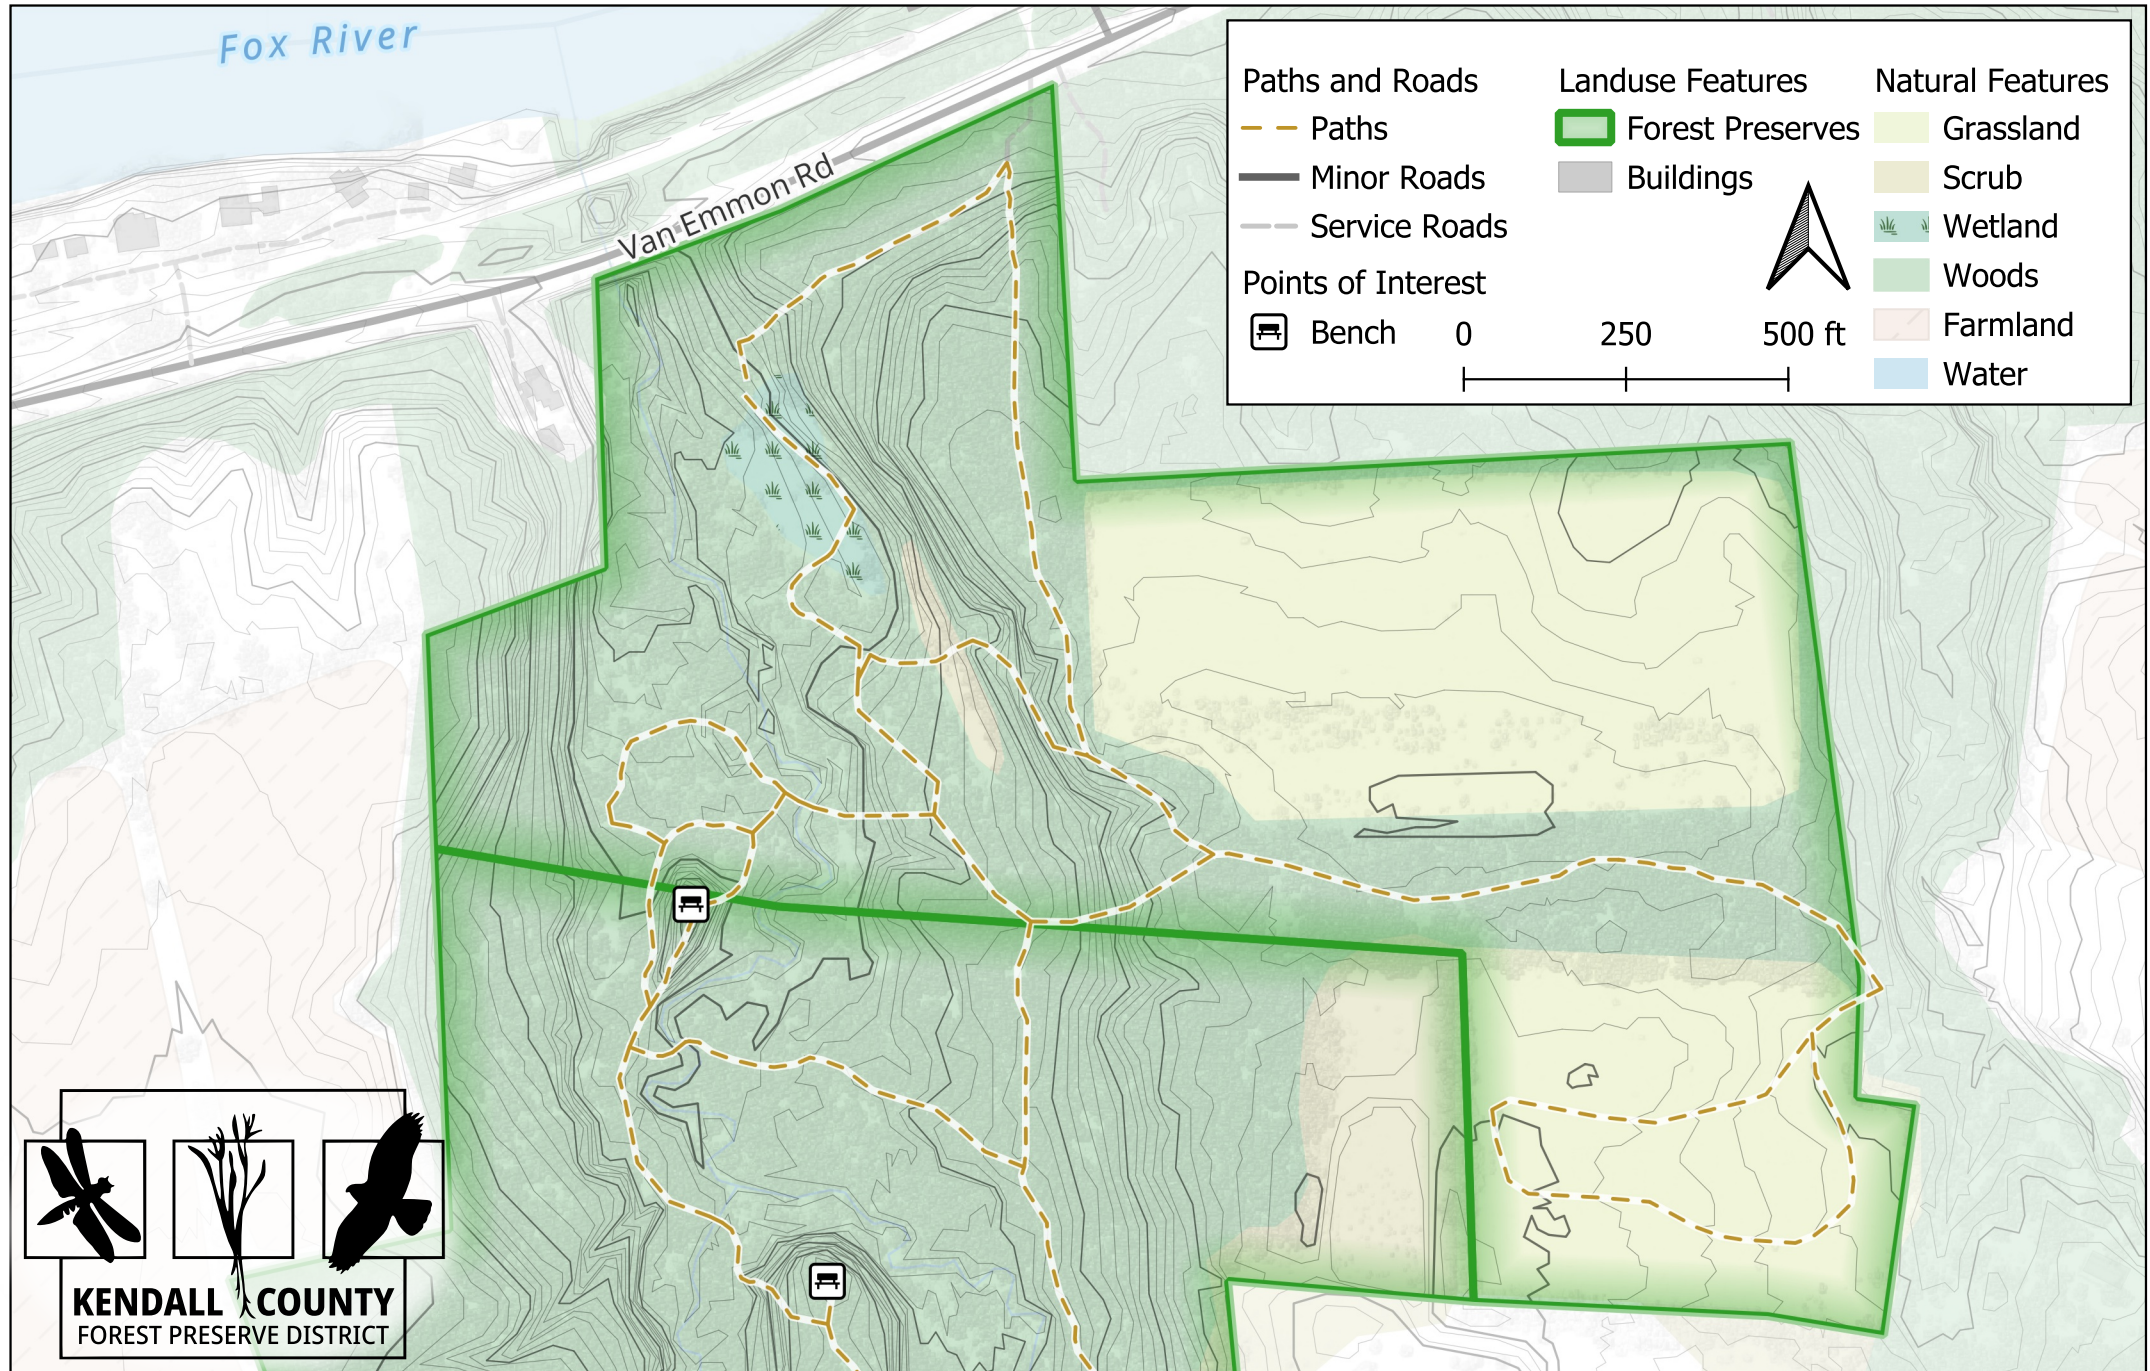 Fox River
Van Emmon Rd
Paths and Roads
Paths
Minor Roads
Service Roads
Points of Interest
Bench
Landuse Features
Forest Preserves
Buildings
0 250 500 ft
Natural Features
Grassland
Scrub
Wetland
Woods
Farmland
Water
KENDALL COUNTY
FOREST PRESERVE DISTRICT